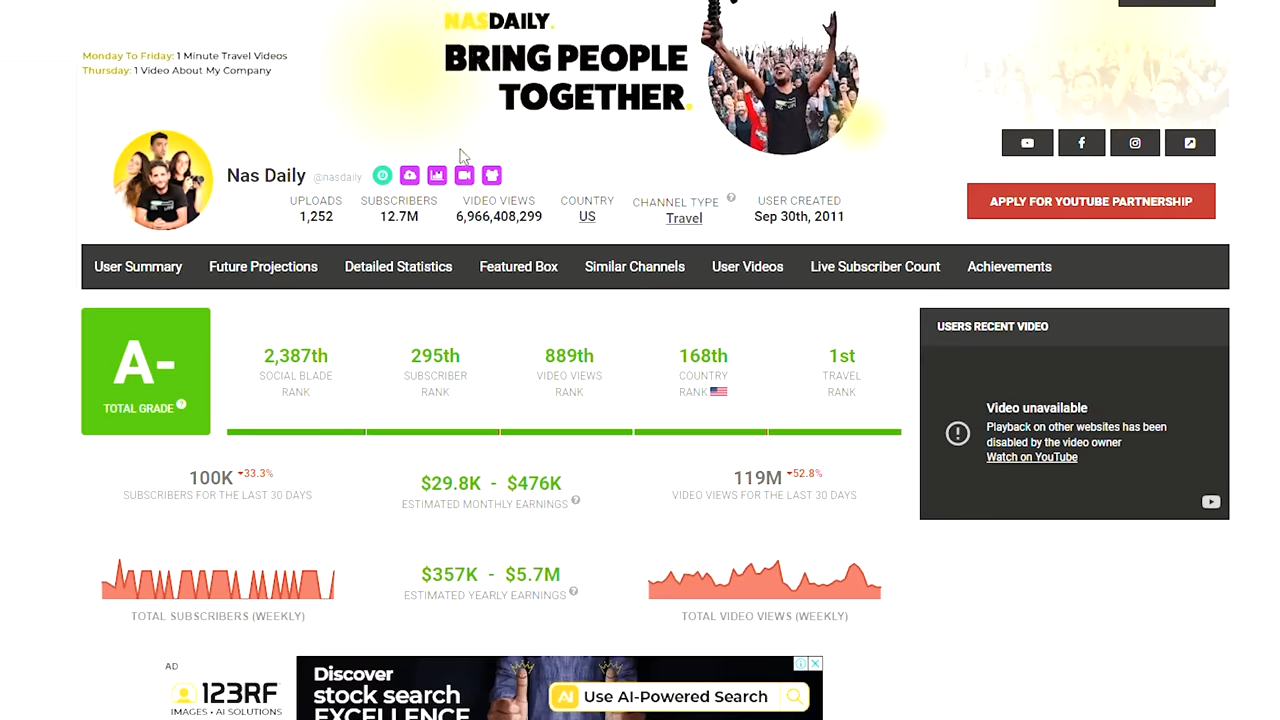 NASDAILY.
BRING PEOPLE
TOGETHER.
Monday To Friday: 1 Minute Travel Videos
Thursday: 1 Video About My Company
Nas Daily @nasdaily
UPLOADS
1,252
SUBSCRIBERS
12.7M
VIDEO VIEWS
6,966,408,299
COUNTRY
US
CHANNEL TYPE
Travel
USER CREATED
Sep 30th, 2011
APPLY FOR YOUTUBE PARTNERSHIP
User Summary
Future Projections
Detailed Statistics
Featured Box
Similar Channels
User Videos
Live Subscriber Count
Achievements
A-
TOTAL GRADE
2,387th
SOCIAL BLADE
RANK
295th
SUBSCRIBER
RANK
889th
VIDEO VIEWS
RANK
168th
COUNTRY
RANK
1st
TRAVEL
RANK
USERS RECENT VIDEO
Video unavailable
Playback on other websites has been
disabled by the video owner
Watch on YouTube
100K 33.3%
SUBSCRIBERS FOR THE LAST 30 DAYS
$29.8K - $476K
ESTIMATED MONTHLY EARNINGS
119M 52.8%
VIDEO VIEWS FOR THE LAST 30 DAYS
TOTAL SUBSCRIBERS (WEEKLY)
$357K - $5.7M
ESTIMATED YEARLY EARNINGS
TOTAL VIDEO VIEWS (WEEKLY)
AD
123RF
IMAGES • AI SOLUTIONS
Discover
stock search
EXCELLENCE
AI Use AI-Powered Search